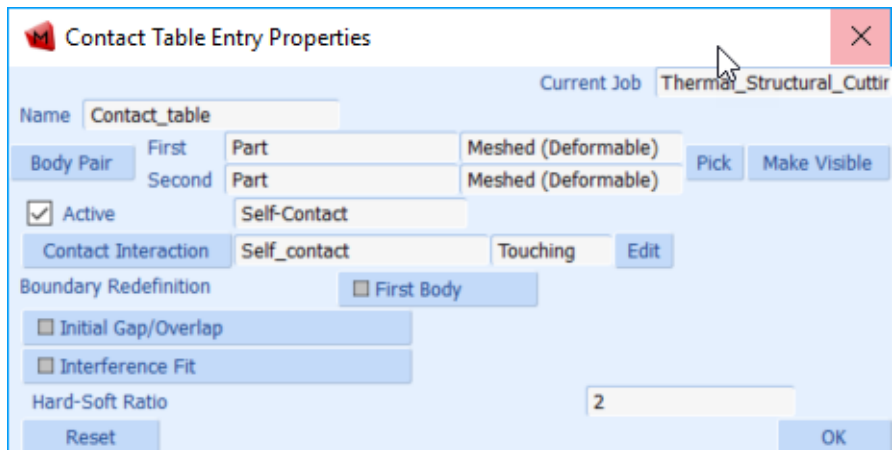 Contact Table Entry Properties
Current Job Thermal_Structural_Cuttin
Name Contact_table
Body Pair First Part Meshed (Deformable) Pick Make Visible
Second Part Meshed (Deformable)
Active Self-Contact
Contact Interaction Self_contact Touching Edit
Boundary Redefinition First Body
Initial Gap/Overlap
Interference Fit
Hard-Soft Ratio 2
Reset OK